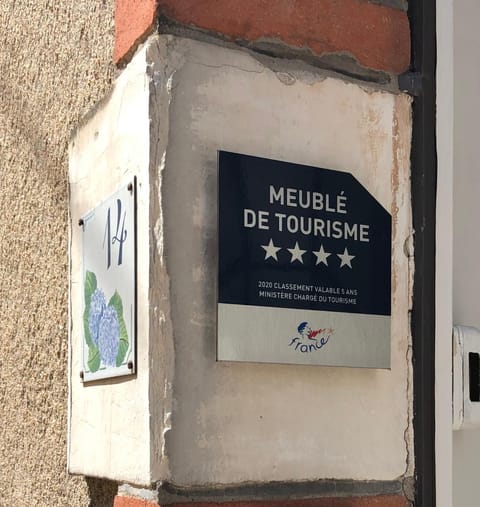 14
MEUBLÉ
DE TOURISME
2020 CLASSEMENT VALABLE 5 ANS
MINISTÈRE CHARGÉ DU TOURISME
france